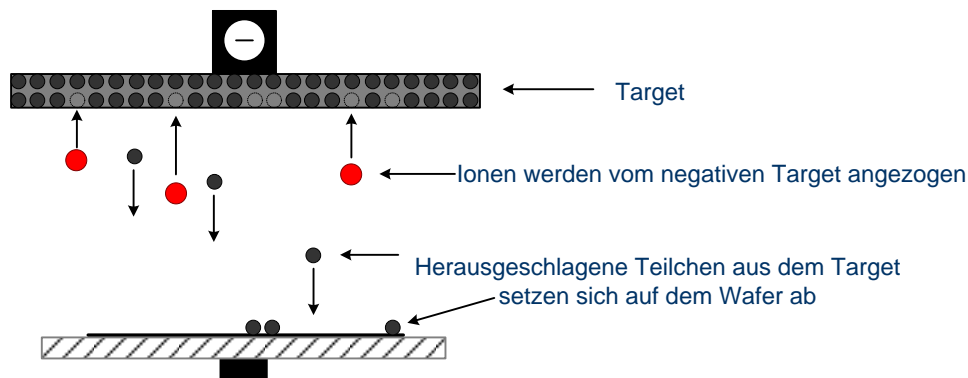 Target
Ionen werden vom negativen Target angezogen
Herausgeschlagene Teilchen aus dem Target
setzen sich auf dem Wafer ab